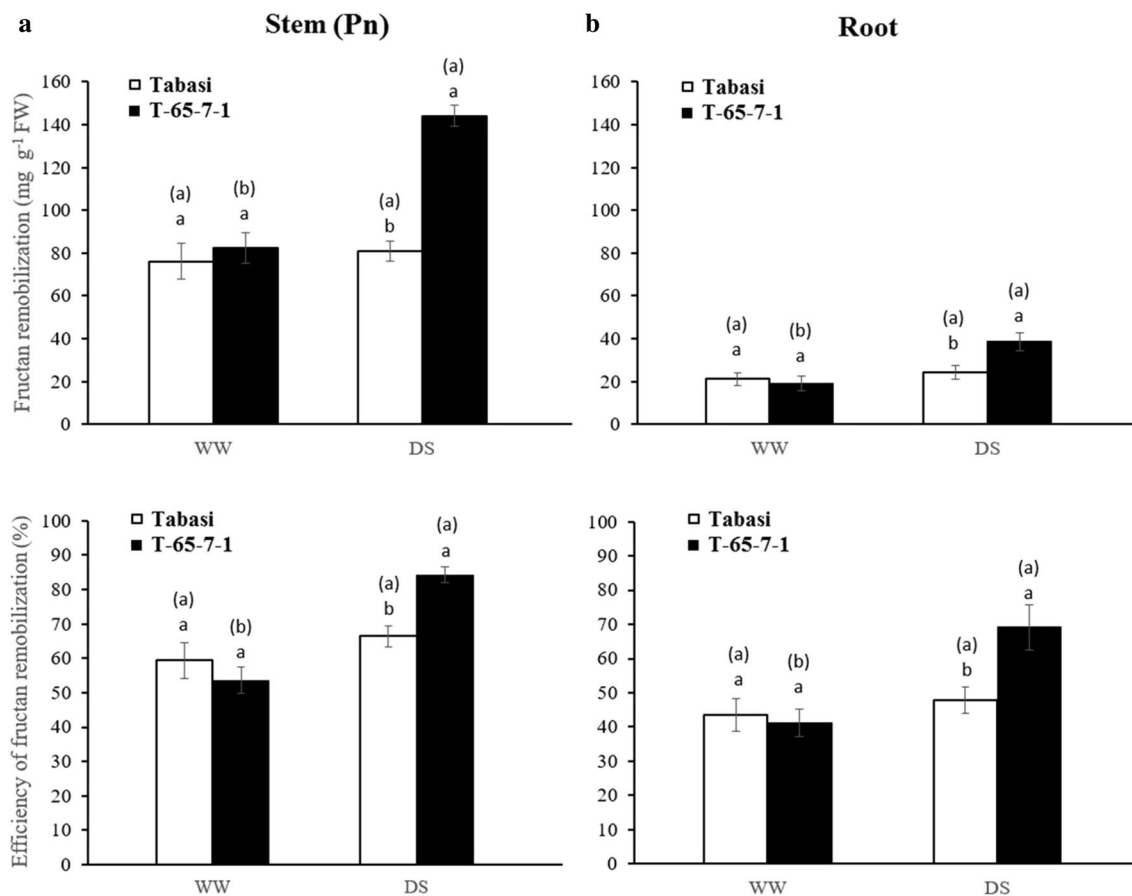 a
Stem (Pn)
Fructan remobilization (mg g-1 FW)
160
140
120
100
80
60
40
20
0
Tabasi
T-65-7-1
(a)
a
(b)
a
(a)
b
(a)
a
WW
DS
b
Root
160
140
120
100
80
60
40
20
0
Tabasi
T-65-7-1
(a)
a
(b)
a
(a)
b
(a)
a
WW
DS
Efficiency of fructan remobilization (%)
100
90
80
70
60
50
40
30
20
10
0
Tabasi
T-65-7-1
(a)
a
(b)
a
(a)
b
(a)
a
WW
DS
100
90
80
70
60
50
40
30
20
10
0
Tabasi
T-65-7-1
(a)
a
(b)
a
(a)
b
(a)
a
WW
DS